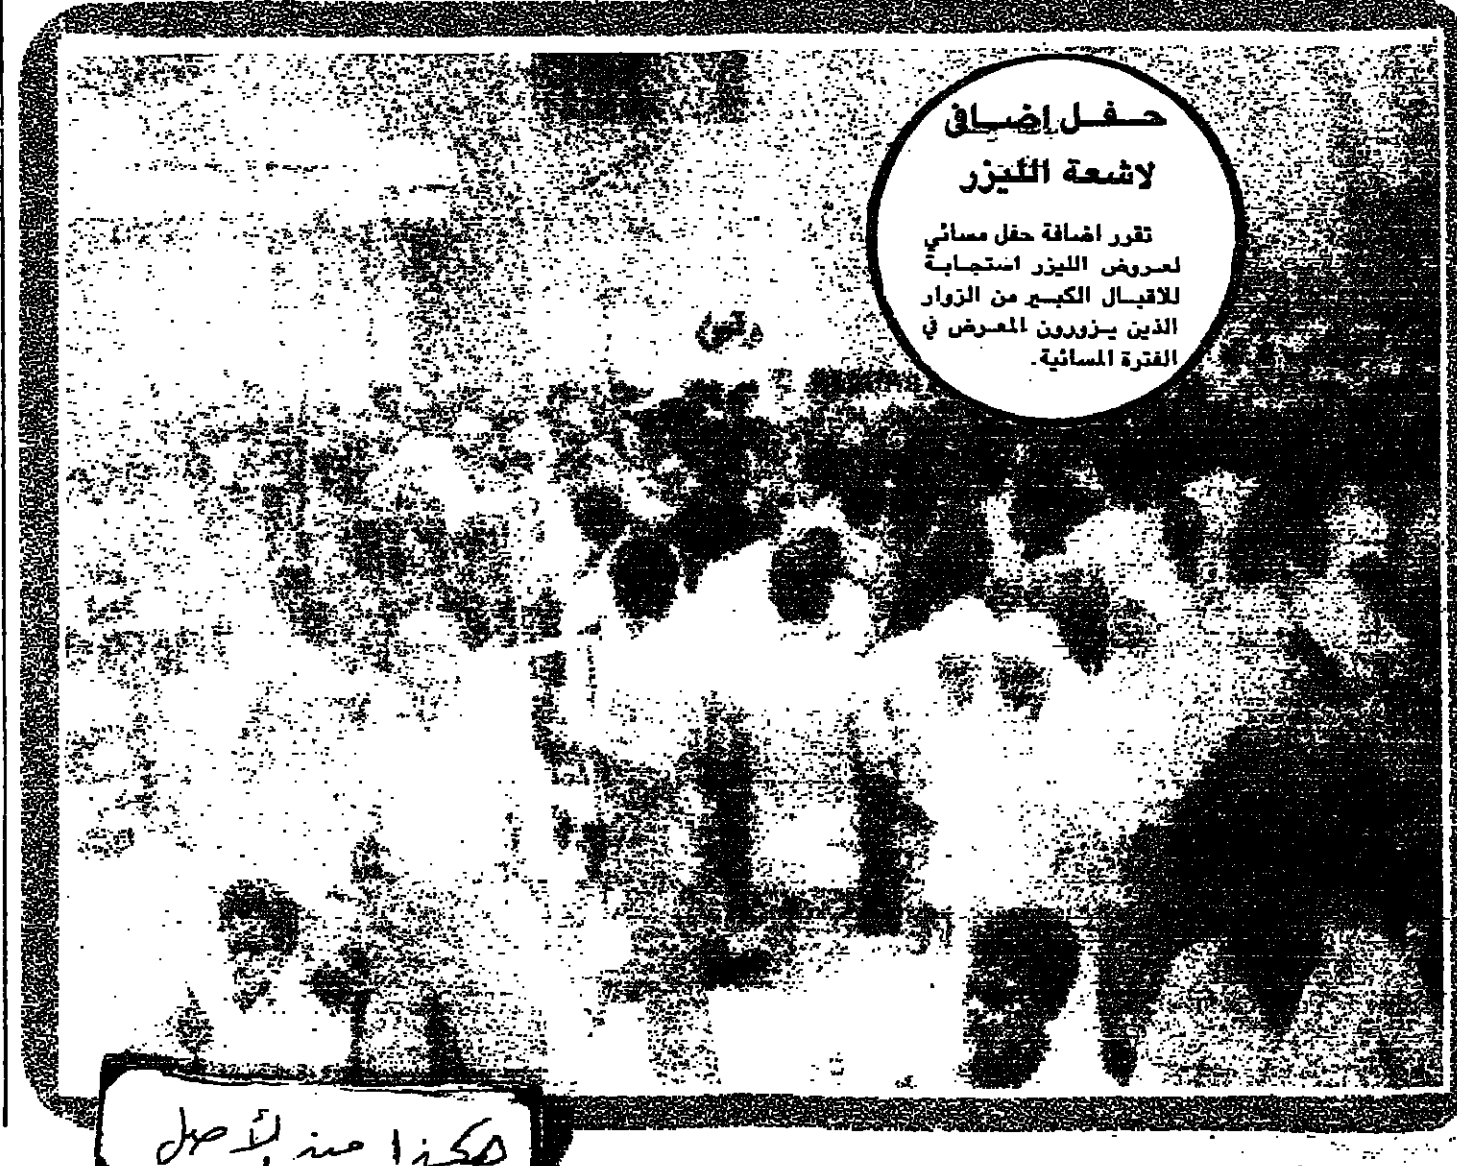 حفل إضافى
لاشعة الليزر
تقرر اضافة حفل مسائي
لعروض الليزر استجابة
للاقبال الكبير من الزوار
الذين يزورون المعرض في
الفترة المسائية.
هكذا من الأصل